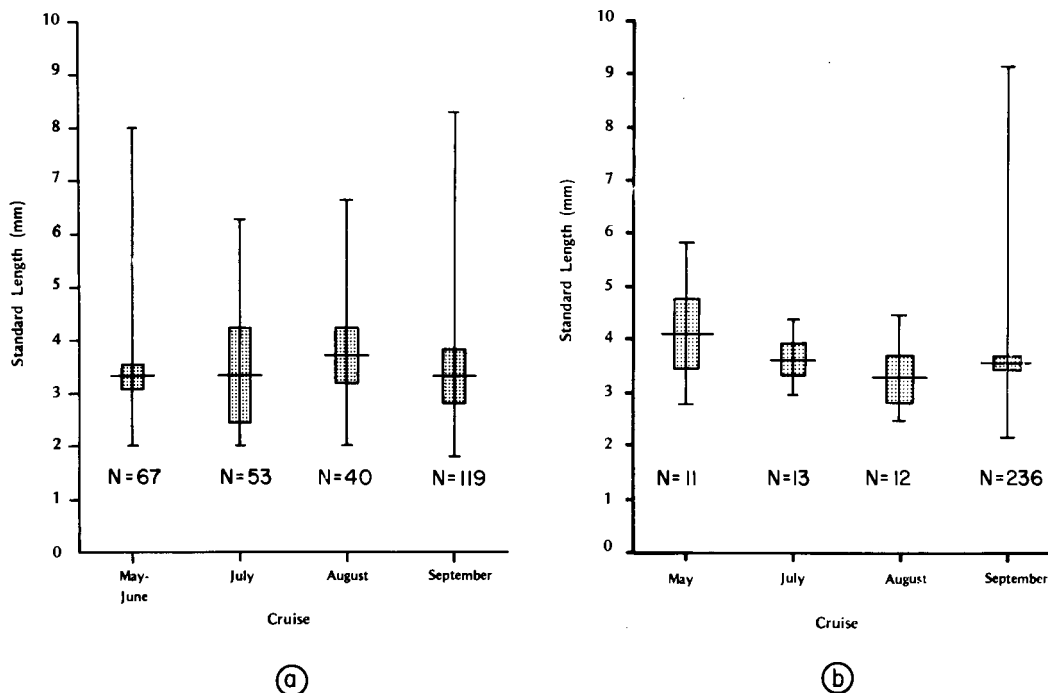 10
9
8
7
6
5
4
3
2
1
0
Standard Length (mm)
N=67 N=53 N=40 N=119
May-
June
July August September
Cruise
a
10
9
8
7
6
5
4
3
2
1
0
Standard Length (mm)
N=11 N=13 N=12 N=236
May July August September
Cruise
b